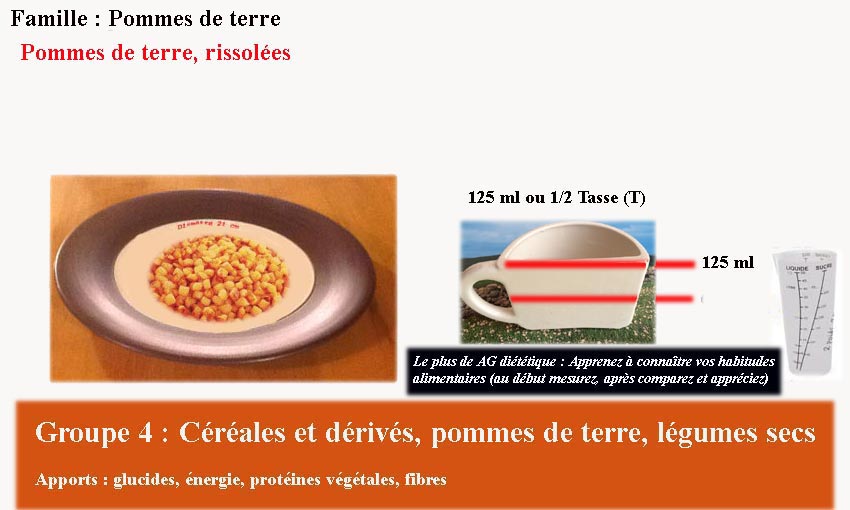 Famille : Pommes de terre
Pommes de terre, rissolées
125 ml ou 1/2 Tasse (T)
Diamètre 21 cm
125 ml
LIQUIDE SUCRE
Le plus de AG diététique : Apprenez à connaître vos habitudes
alimentaires (au début mesurez, après comparez et appréciez)
Groupe 4 : Céréales et dérivés, pommes de terre, légumes secs
Apports : glucides, énergie, protéines végétales, fibres